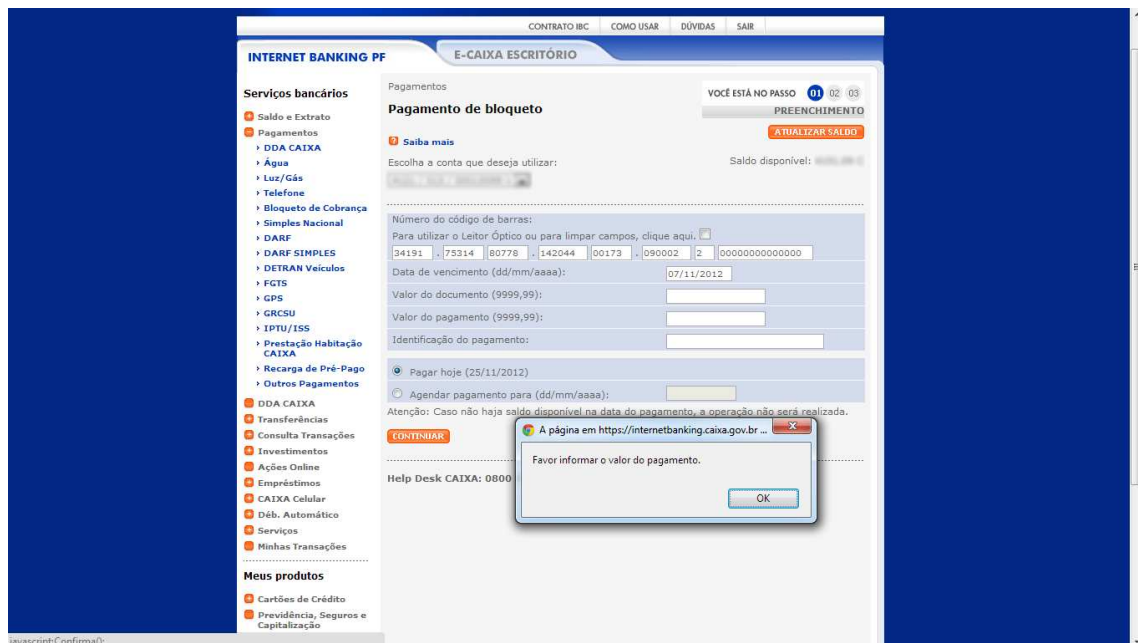 CONTRATO IBC COMO USAR DÚVIDAS SAIR
INTERNET BANKING PF E-CAIXA ESCRITÓRIO
Serviços bancários
Saldo e Extrato
Pagamentos
DDA CAIXA
Água
Luz/Gás
Telefone
Bloqueto de Cobrança
Simples Nacional
DARF
DARF SIMPLES
DETRAN Veículos
FGTS
GPS
GRCSU
IPTU/ISS
Prestação Habitação
CAIXA
Recarga de Pré-Pago
Outros Pagamentos
DDA CAIXA
Transferências
Consulta Transações
Investimentos
Ações Online
Empréstimos
CAIXA Celular
Déb. Automático
Serviços
Minhas Transações
Meus produtos
Cartões de Crédito
Previdência, Seguros e
Capitalização
Pagamentos
VOCÊ ESTÁ NO PASSO 01 02 03
Pagamento de bloqueto
PREENCHIMENTO
ATUALIZAR SALDO
Saiba mais
Escolha a conta que deseja utilizar:
Saldo disponível:
Número do código de barras:
Para utilizar o Leitor Óptico ou para limpar campos, clique aqui.
34191 . 75314 80778 . 142044 00173 . 090002 2 00000000000000
Data de vencimento (dd/mm/aaaa): 07/11/2012
Valor do documento (9999,99):
Valor do pagamento (9999,99):
Identificação do pagamento:
Pagar hoje (25/11/2012)
Agendar pagamento para (dd/mm/aaaa):
Atenção: Caso não haja saldo disponível na data do pagamento, a operação não será realizada.
CONTINUAR
Help Desk CAIXA: 0800
A página em https://internetbanking.caixa.gov.br ...
X
Favor informar o valor do pagamento.
OK
javascript:Confirma():